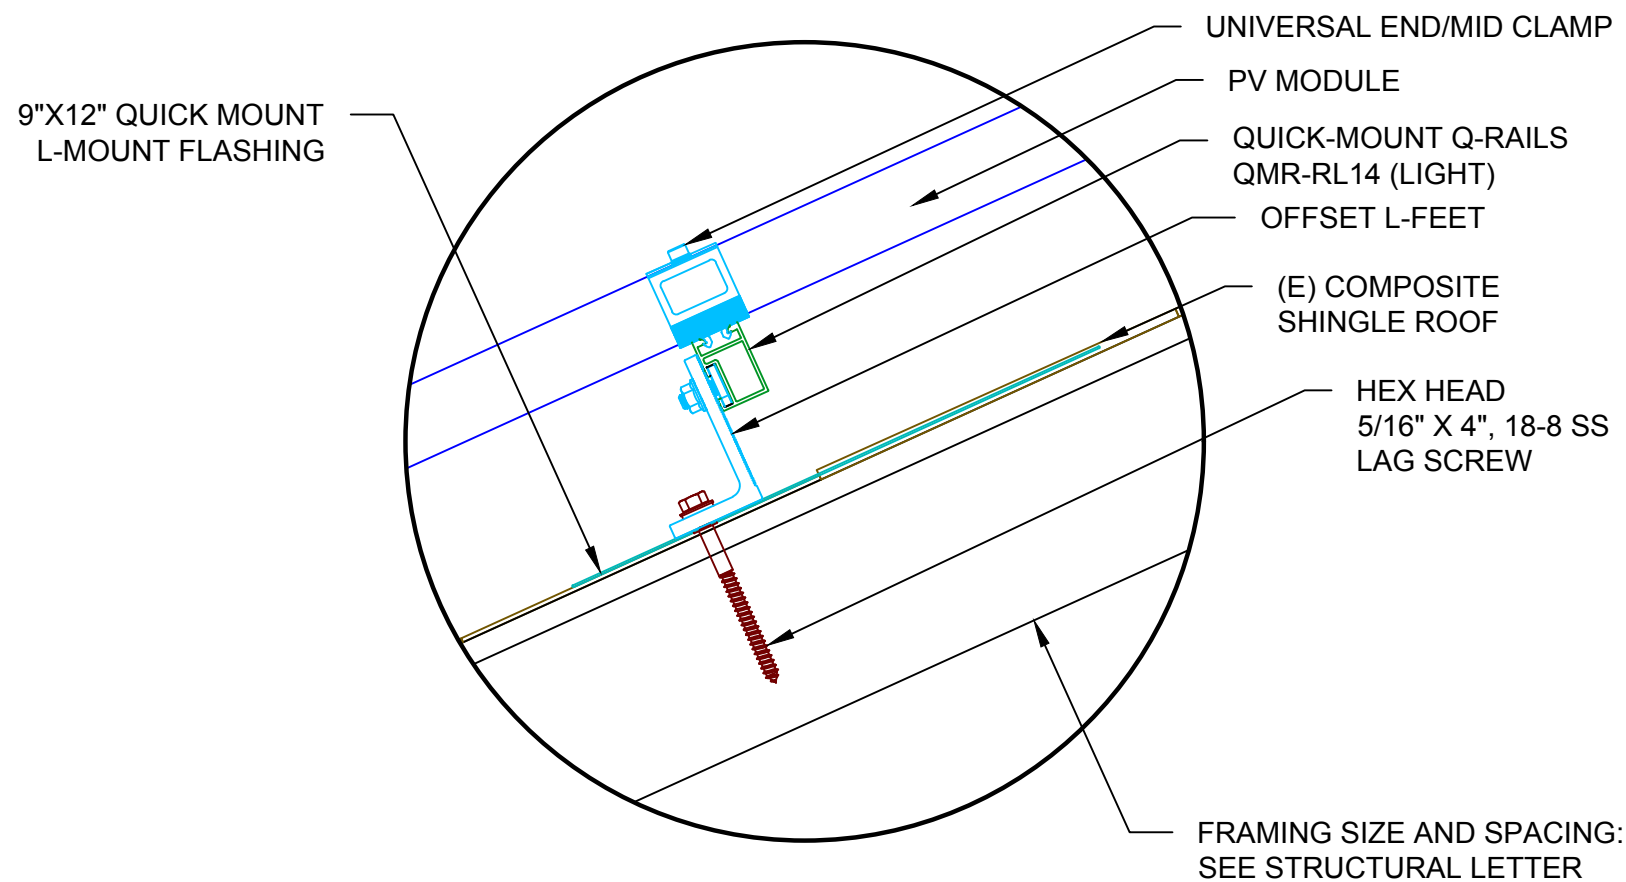 UNIVERSAL END/MID CLAMP
PV MODULE
9"X12" QUICK MOUNT
L-MOUNT FLASHING
QUICK-MOUNT Q-RAILS
QMR-RL14 (LIGHT)
OFFSET L-FEET
(E) COMPOSITE
SHINGLE ROOF
HEX HEAD
5/16" X 4", 18-8 SS
LAG SCREW
FRAMING SIZE AND SPACING:
SEE STRUCTURAL LETTER